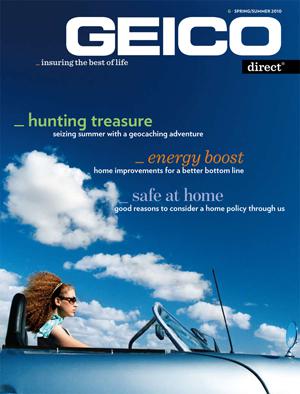 G · SPRING/SUMMER 2010
GEICO
direct®
_ insuring the best of life
_ hunting treasure
seizing summer with a geocaching adventure
_ energy boost
home improvements for a better bottom line
_ safe at home
good reasons to consider a home policy through us